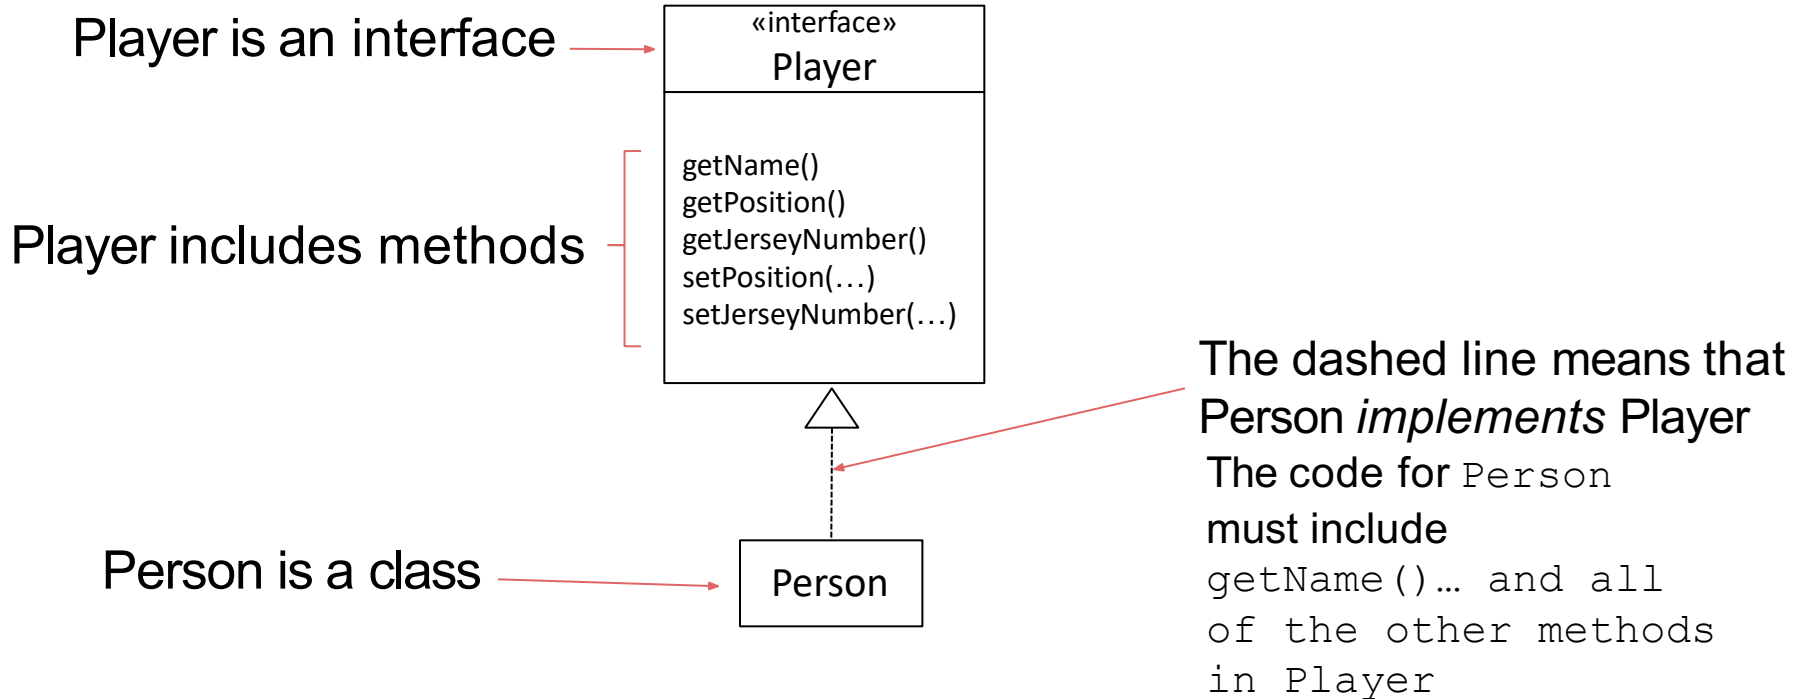 Player is an interface
«interface»
Player
Player includes methods
getName()
getPosition()
getJerseyNumber()
setPosition(...)
setJerseyNumber(...)
The dashed line means that
Person implements Player
The code for Person
must include
getName()… and all
of the other methods
in Player
Person is a class
Person